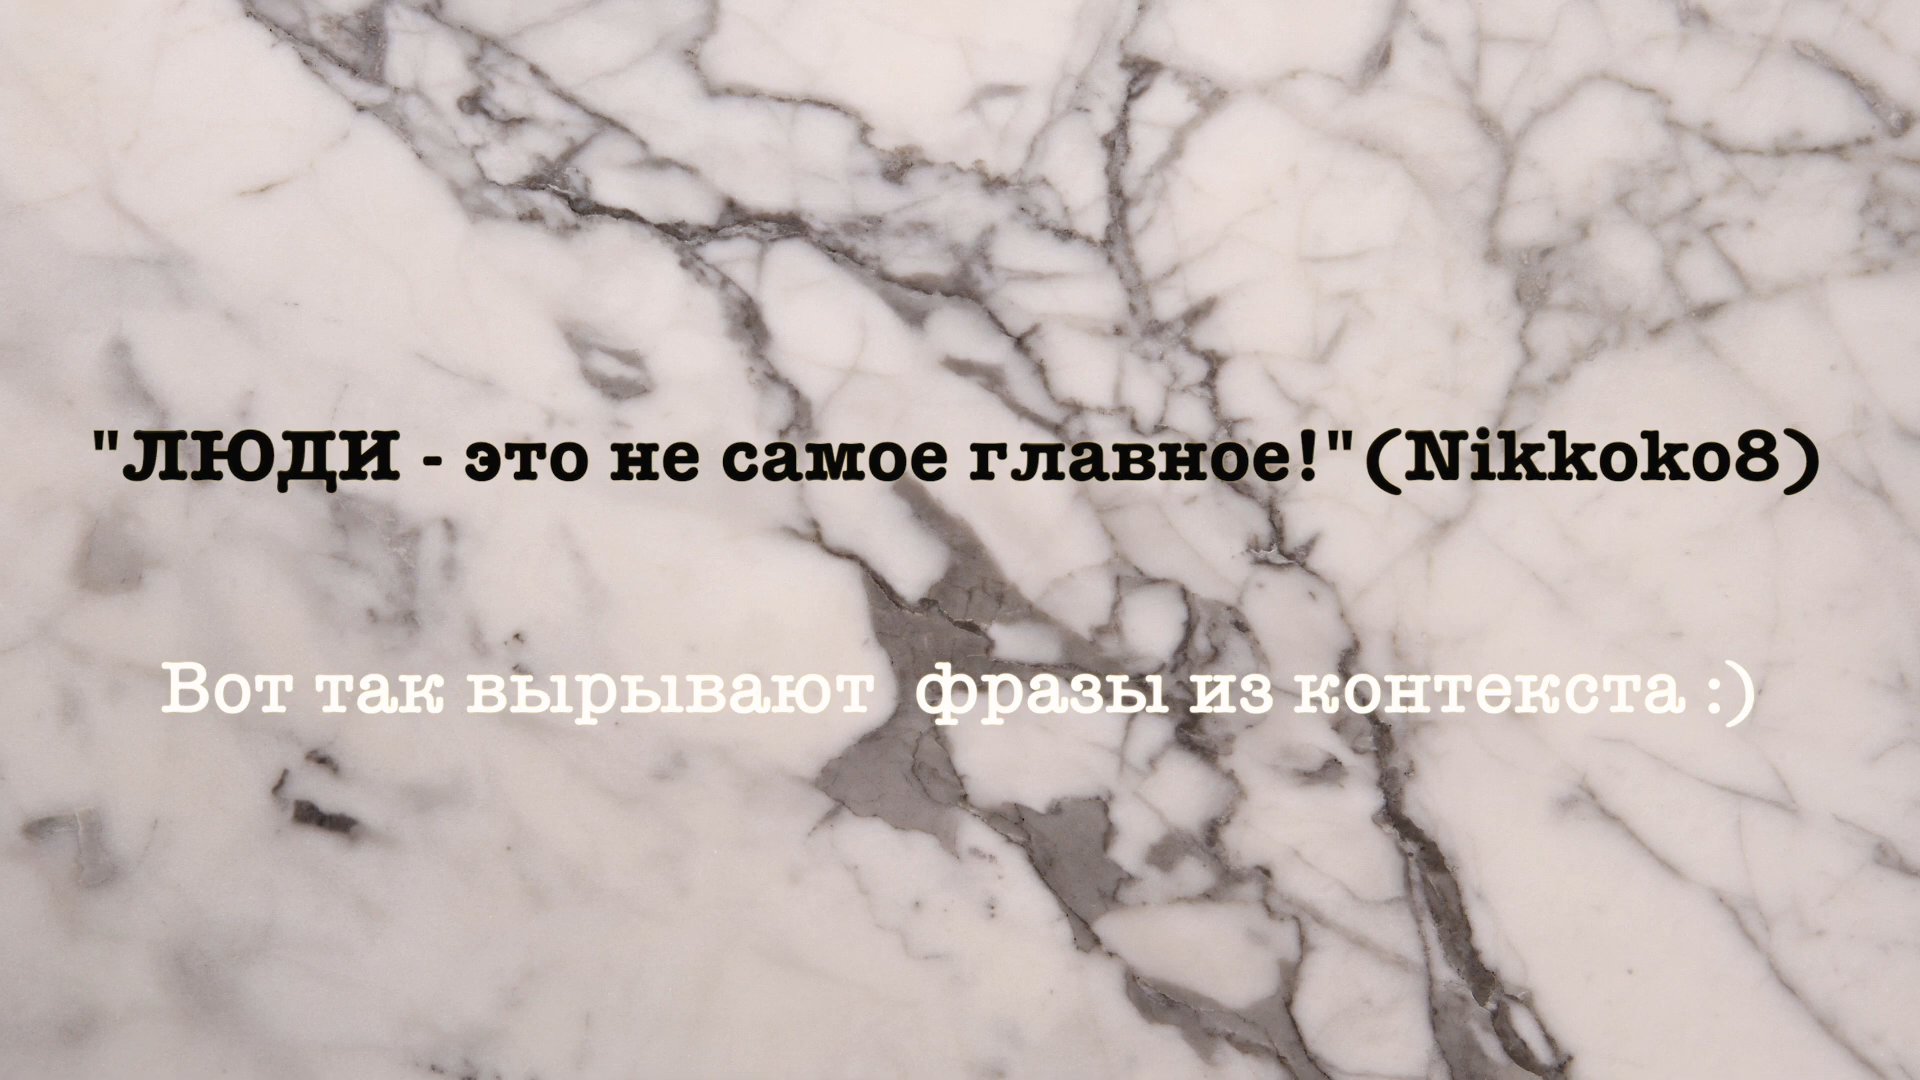 "ЛЮДИ - это не самое главное!"(Nikkoko8)
Вот так вырывают фразы из контекста :)